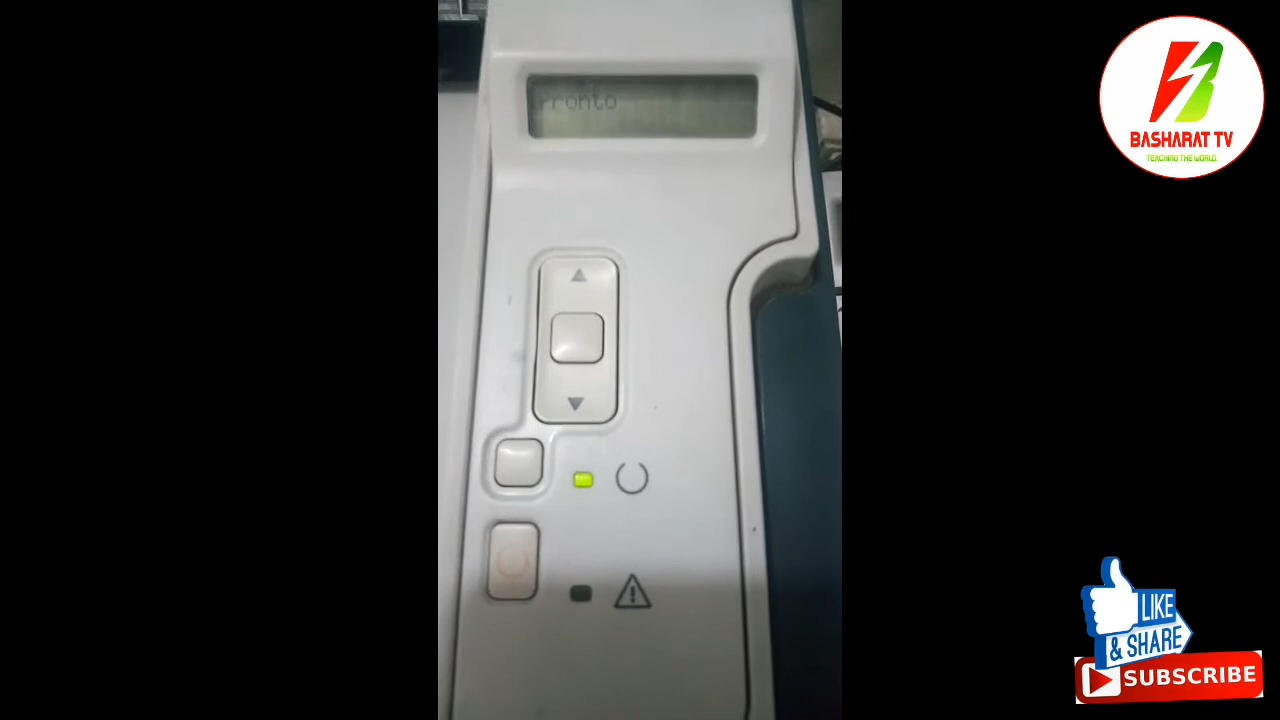 Pronto
BASHARAT TV
TEACHING THE WORLD.
LIKE
& SHARE
SUBSCRIBE